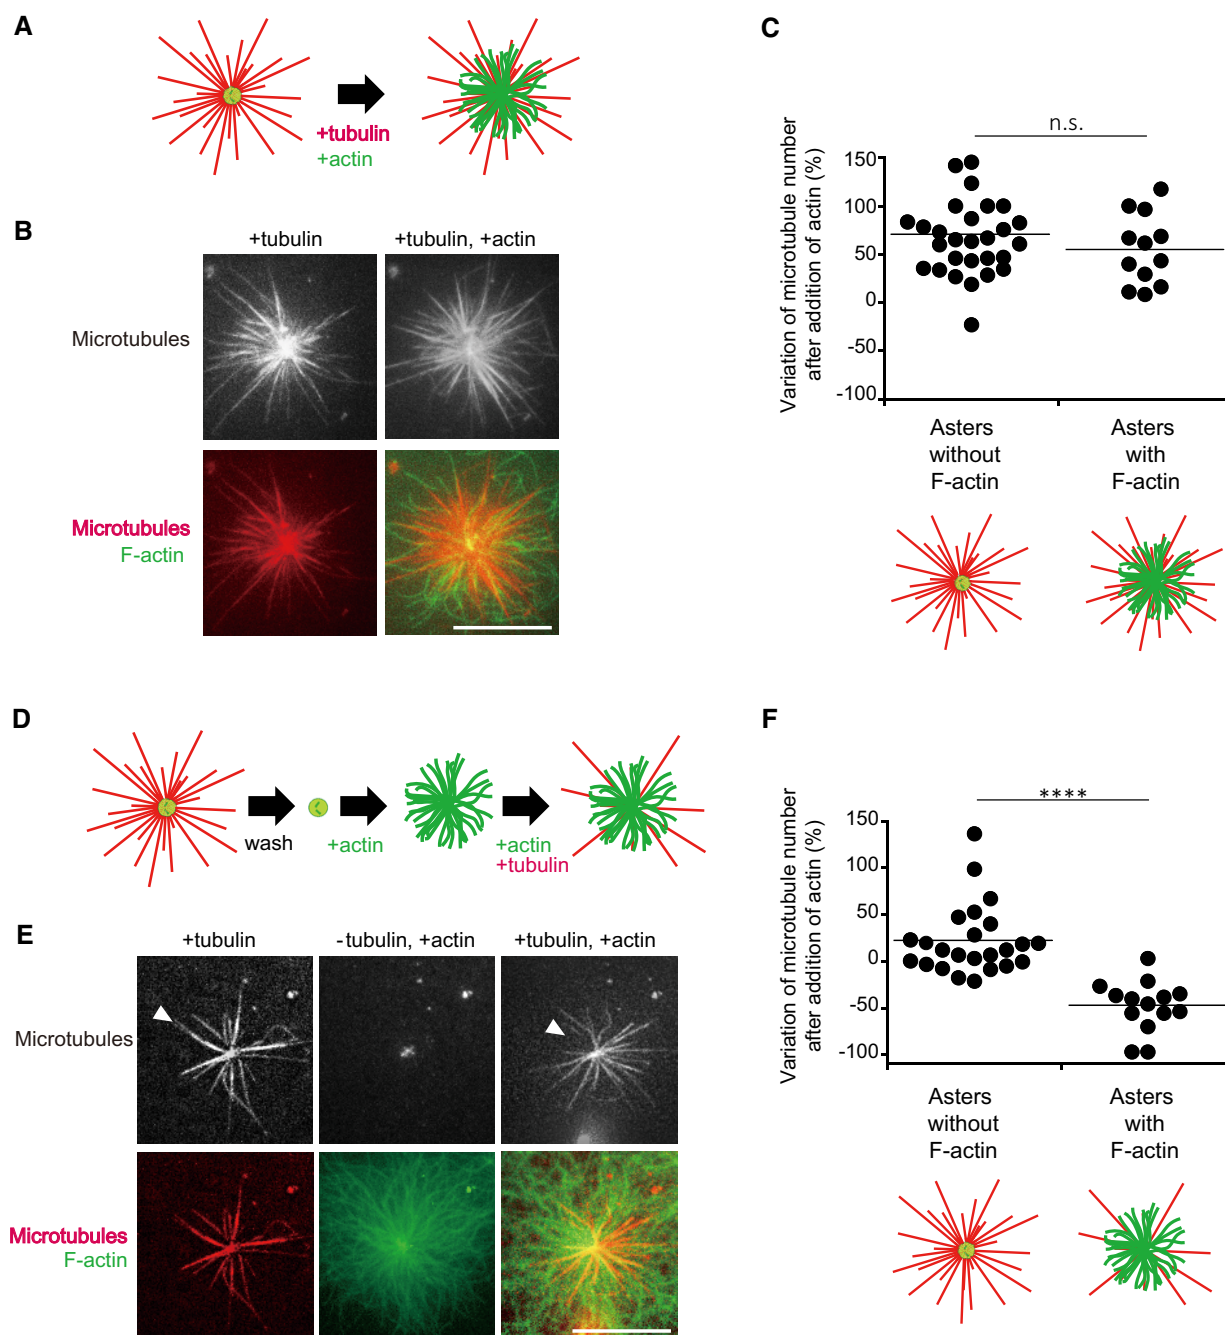 A
+tubulin
+actin
B
+tubulin
+tubulin, +actin
Microtubules
Microtubules
F-actin
C
n.s.
Variation of microtubule number
after addition of actin (%)
150
100
50
0
-50
-100
Asters
without
F-actin
Asters
with
F-actin
D
wash
+actin
+actin
+tubulin
E
+tubulin
-tubulin, +actin
+tubulin, +actin
Microtubules
Microtubules
F-actin
F
****
Variation of microtubule number
after addition of actin (%)
150
100
50
0
-50
-100
Asters
without
F-actin
Asters
with
F-actin